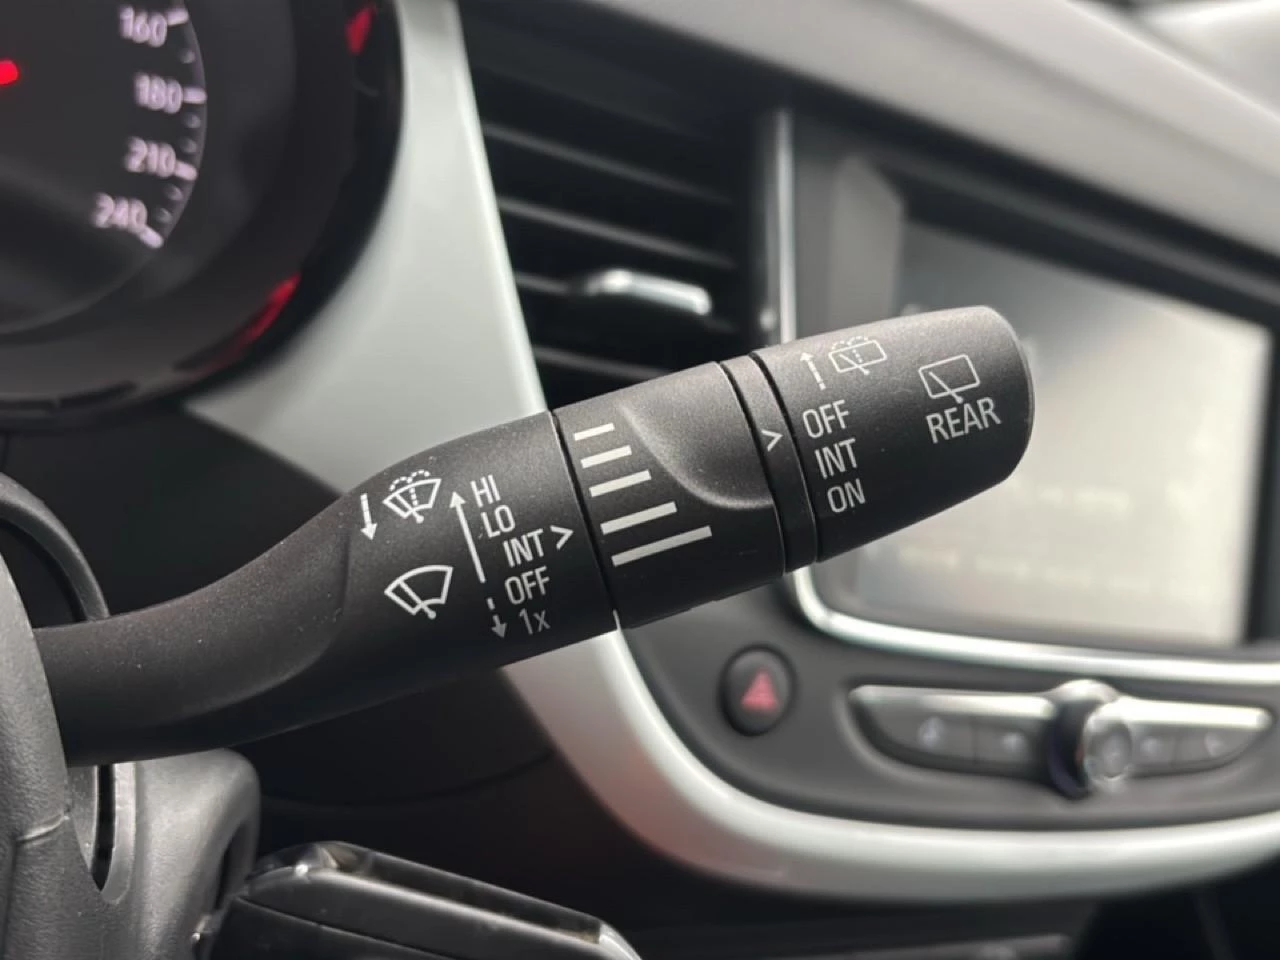 160
180
210
240
HI
LO
INT >
OFF
1x
>
OFF
INT
ON
REAR